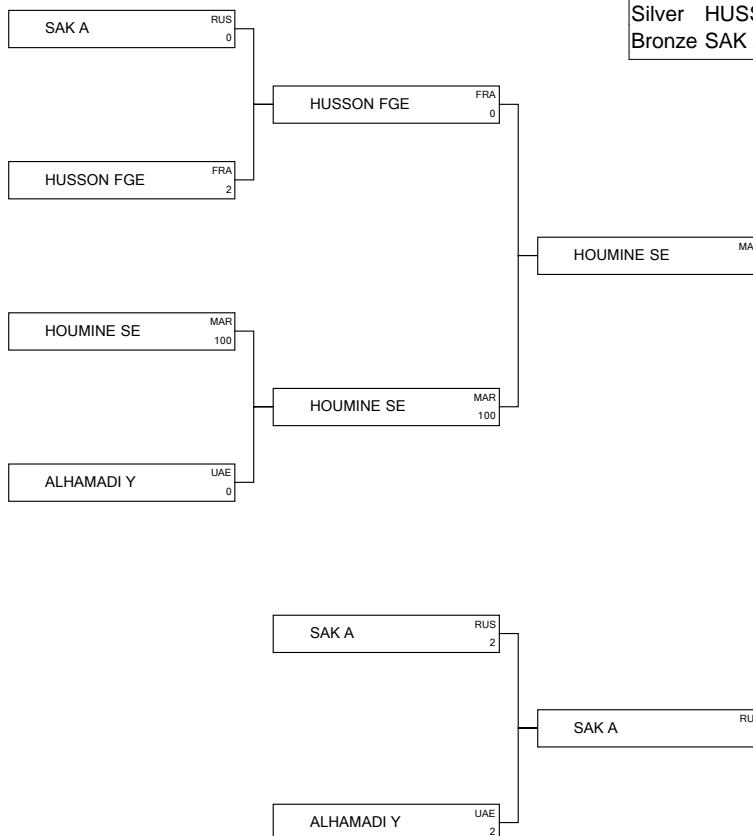 Silver HUSS
Bronze SAK
SAK A RUS
0
HUSSON FGE FRA
0
HUSSON FGE FRA
2
HOUMINE SE MA
HOUMINE SE MAR
100
HOUMINE SE MAR
100
ALHAMADI Y UAE
0
SAK A RUS
2
SAK A RU
ALHAMADI Y UAE
2